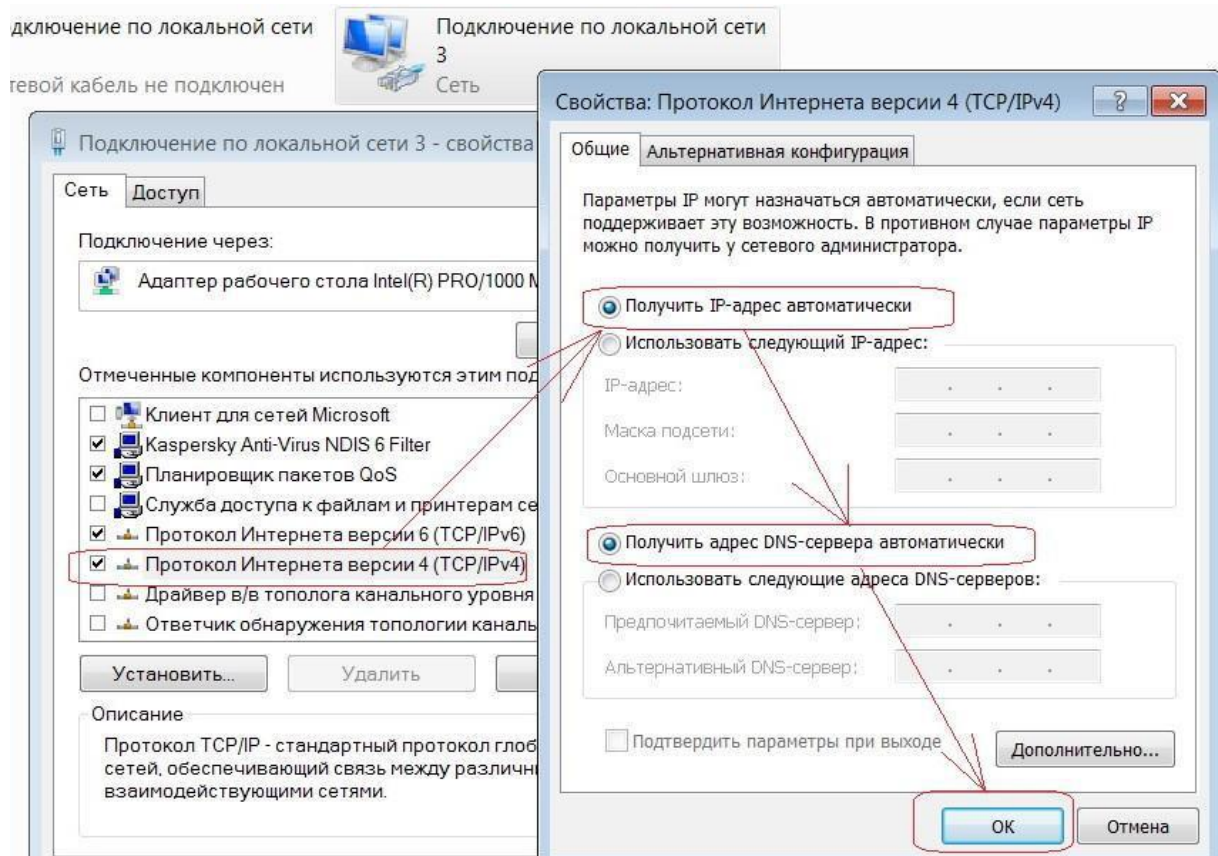 дключение по локальной сети
тевой кабель не подключен
Подключение по локальной сети
3
Сеть
Подключение по локальной сети 3 - свойства
Сеть
Доступ
Подключение через:
Адаптер рабочего стола Intel(R) PRO/1000 M
Отмеченные компоненты используются этим под
Клиент для сетей Microsoft
Kaspersky Anti-Virus NDIS 6 Filter
Планировщик пакетов QoS
Служба доступа к файлам и принтерам се
Протокол Интернета версии 6 (TCP/IPv6)
Протокол Интернета версии 4 (TCP/IPv4)
Драйвер в/в тополога канального уровня
Ответчик обнаружения топологии каналь
Установить...
Удалить
Описание
Протокол TCP/IP - стандартный протокол глоб
сетей, обеспечивающий связь между различн
взаимодействующими сетями.
Свойства: Протокол Интернета версии 4 (TCP/IPv4)
Общие
Альтернативная конфигурация
Параметры IP могут назначаться автоматически, если сеть
поддерживает эту возможность. В противном случае параметры IP
можно получить у сетевого администратора.
Получить IP-адрес автоматически
Использовать следующий IP-адрес:
IP-адрес:
Маска подсети:
Основной шлюз:
Получить адрес DNS-сервера автоматически
Использовать следующие адреса DNS-серверов:
Предпочитаемый DNS-сервер:
Альтернативный DNS-сервер:
Подтвердить параметры при выходе
Дополнительно...
ОК
Отмена